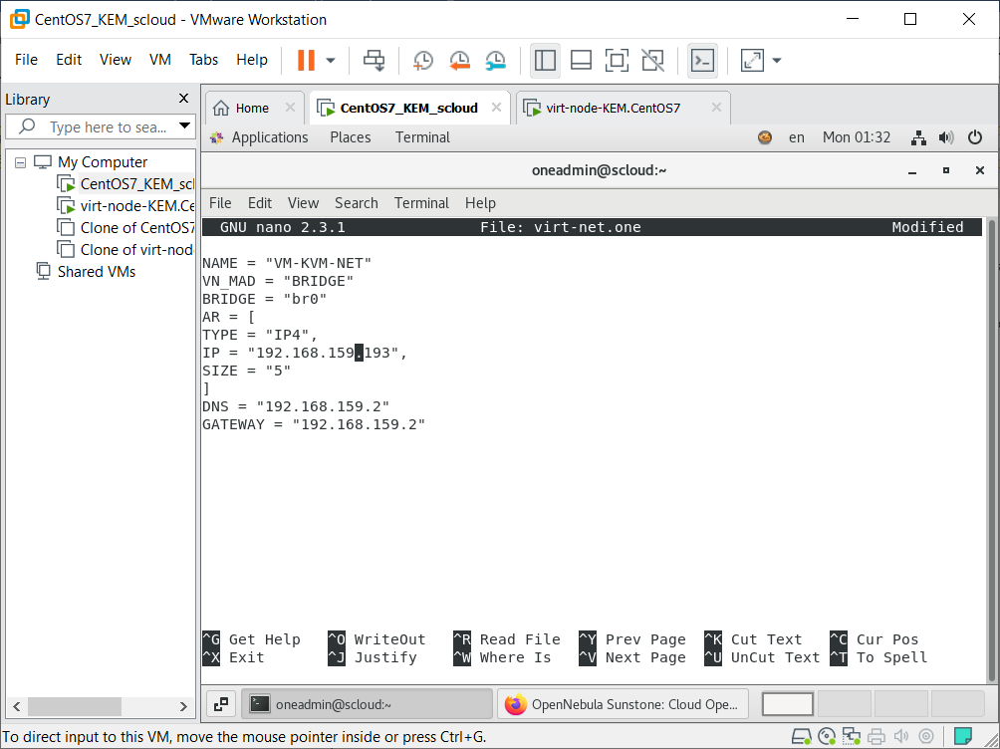 CentOS7_KEM_scloud - VMware Workstation
File Edit View VM Tabs Help
Library
Type here to sea...
My Computer
CentOS7_KEM_scl
virt-node-KEM.Ce
Clone of CentOS7
Clone of virt-nod
Shared VMs
Home CentOS7_KEM_scloud virt-node-KEM.CentOS7
Applications Places Terminal en Mon 01:32
oneadmin@scloud:~
File Edit View Search Terminal Help
GNU nano 2.3.1 File: virt-net.one Modified
NAME = "VM-KVM-NET"
VN_MAD = "BRIDGE"
BRIDGE = "br0"
AR = [
TYPE = "IP4",
IP = "192.168.159.193",
SIZE = "5"
]
DNS = "192.168.159.2"
GATEWAY = "192.168.159.2"
^G Get Help ^O WriteOut ^R Read File ^Y Prev Page ^K Cut Text ^C Cur Pos
^X Exit ^J Justify ^W Where Is ^V Next Page ^U UnCut Text ^T To Spell
oneadmin@scloud:~ OpenNebula Sunstone: Cloud Ope...
To direct input to this VM, move the mouse pointer inside or press Ctrl+G.